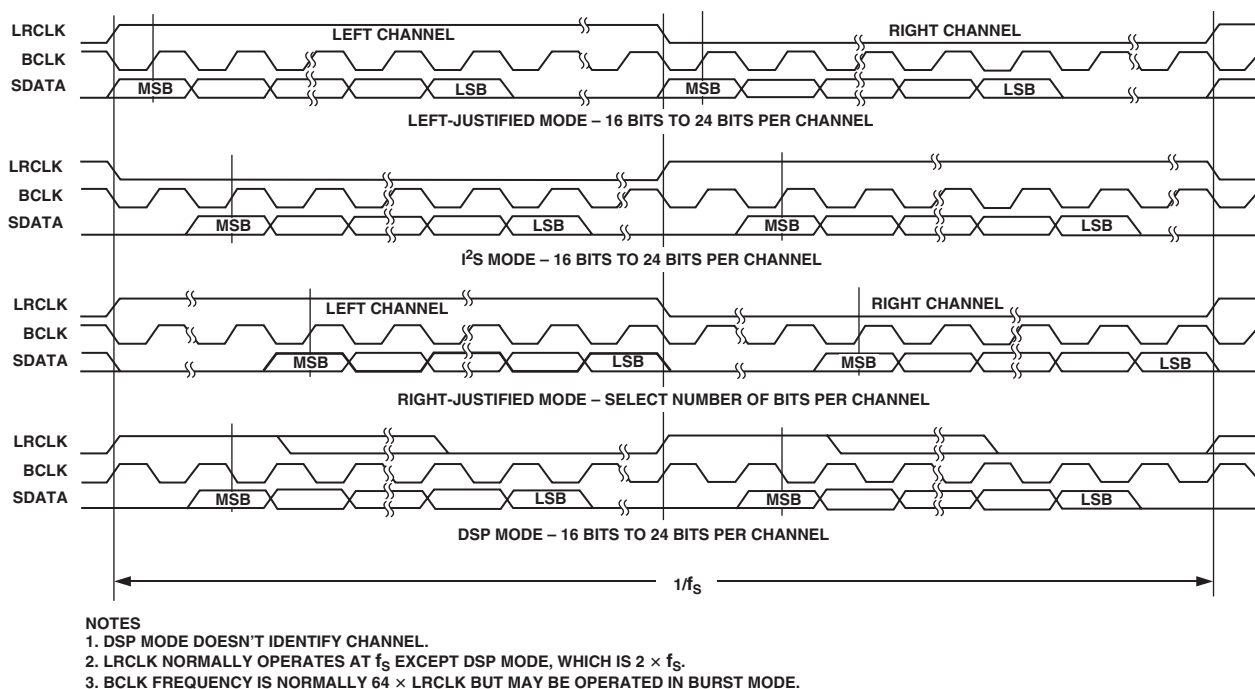 LRCLK LEFT CHANNEL RIGHT CHANNEL
BCLK
SDATA MSB LSB MSB LSB
LEFT-JUSTIFIED MODE – 16 BITS TO 24 BITS PER CHANNEL
LRCLK
BCLK
SDATA MSB LSB MSB LSB
I²S MODE – 16 BITS TO 24 BITS PER CHANNEL
LRCLK LEFT CHANNEL RIGHT CHANNEL
BCLK
SDATA MSB LSB MSB LSB
RIGHT-JUSTIFIED MODE – SELECT NUMBER OF BITS PER CHANNEL
LRCLK
BCLK
SDATA MSB LSB MSB LSB
DSP MODE – 16 BITS TO 24 BITS PER CHANNEL
1/fS
NOTES
1. DSP MODE DOESN'T IDENTIFY CHANNEL.
2. LRCLK NORMALLY OPERATES AT fS EXCEPT DSP MODE, WHICH IS 2 × fS.
3. BCLK FREQUENCY IS NORMALLY 64 × LRCLK BUT MAY BE OPERATED IN BURST MODE.